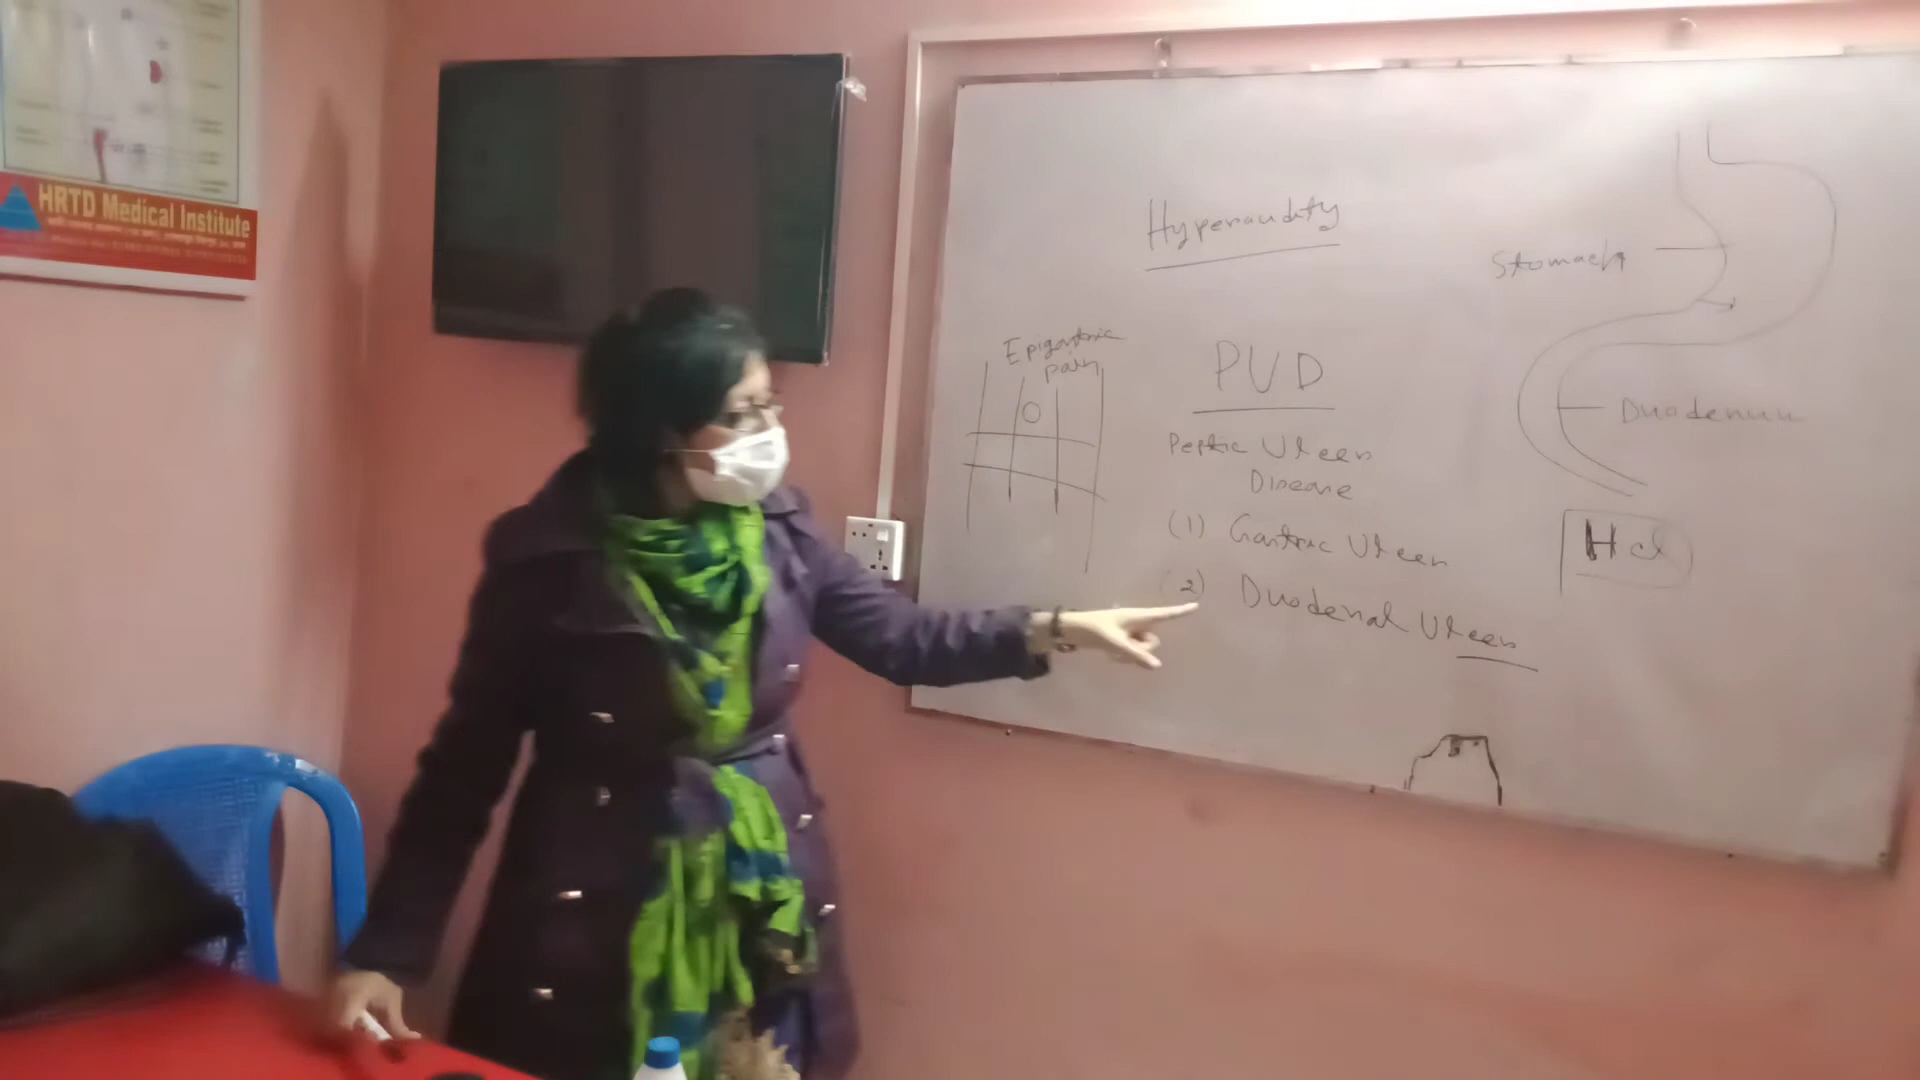 HRTD Medical Institute
Hyperacidity
Stomach
Epigastric
pain
PUD
Duodenum
Peptic Ulcer
Disease
(1) Gastric Ulcer
HCl
(2) Duodenal Ulcer